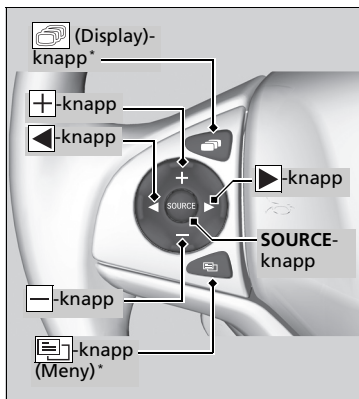 (Display)-
knapp*
+-knapp
◀-knapp
▶-knapp
SOURCE
SOURCE-
knapp
−-knapp
-knapp
(Meny)*